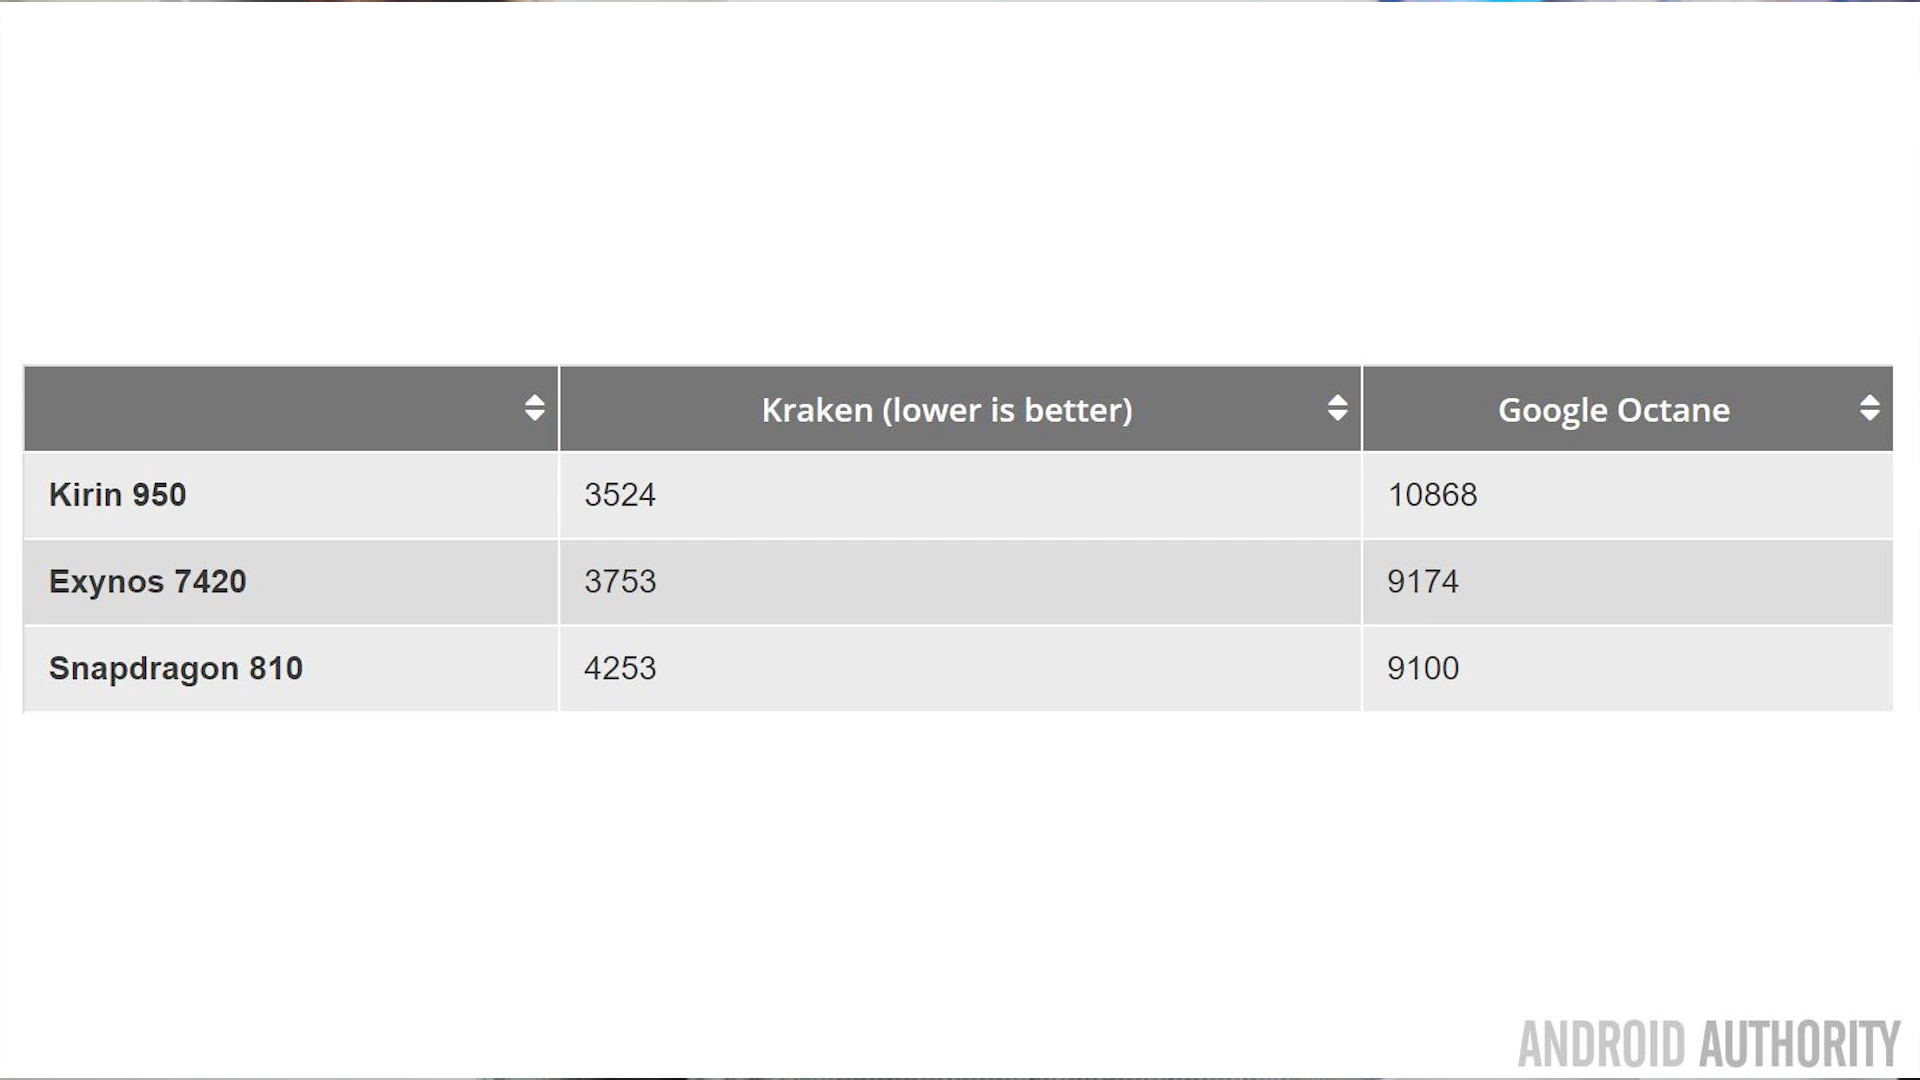 Kraken (lower is better) Google Octane
Kirin 950 3524 10868
Exynos 7420 3753 9174
Snapdragon 810 4253 9100
ANDROID AUTHORITY